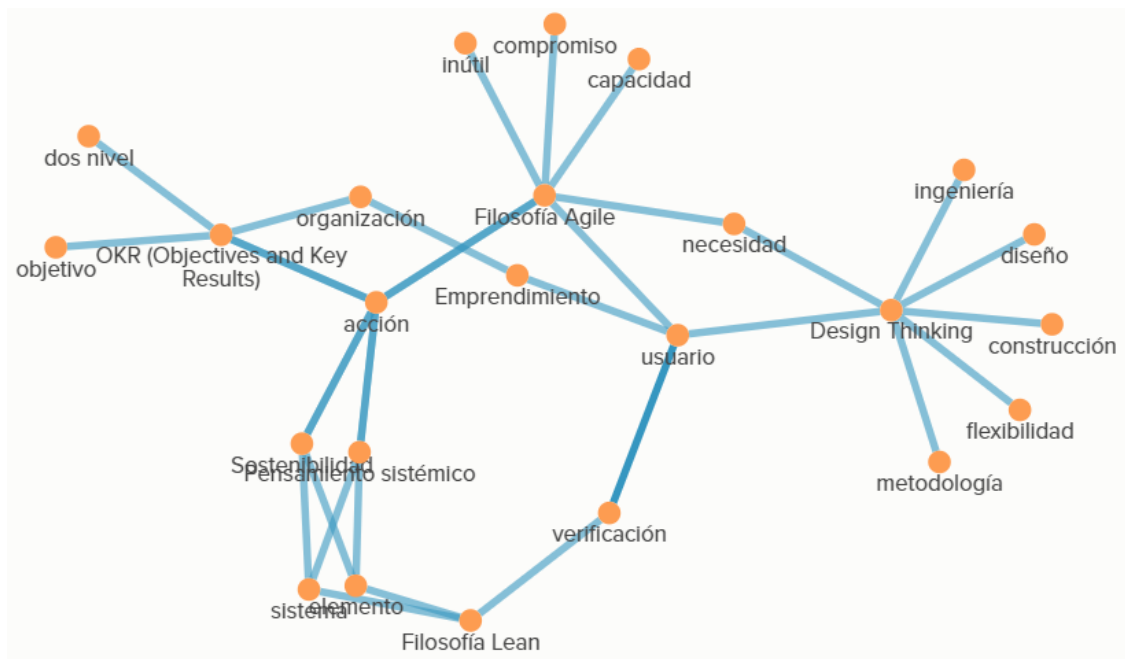 compromiso
inútil
capacidad
dos nivel
ingeniería
organización
Filosofía Agile
necesidad
diseño
objetivo
OKR (Objectives and Key
Results)
Emprendimiento
acción
Design Thinking
construcción
usuario
flexibilidad
Sostenibilidad
Pensamiento sistémico
metodología
verificación
sistema
elemento
Filosofía Lean